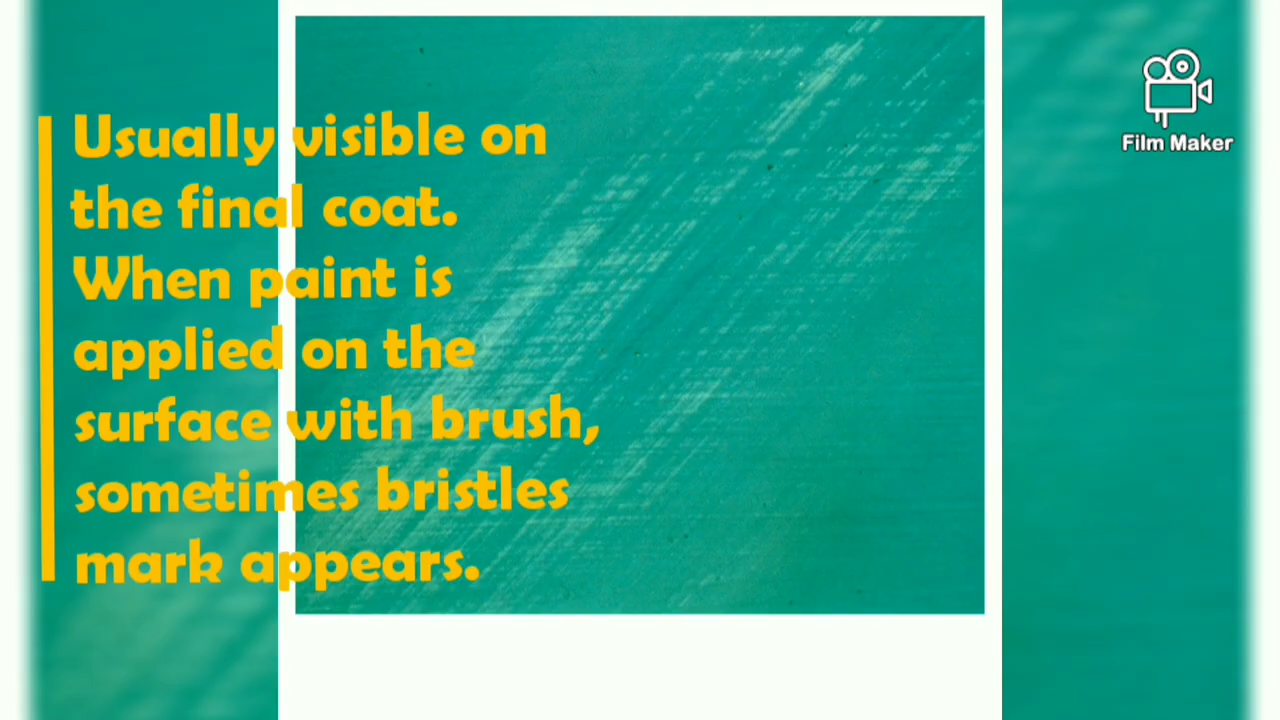 Usually visible on
the final coat.
When paint is
applied on the
surface with brush,
sometimes bristles
mark appears.
Film Maker